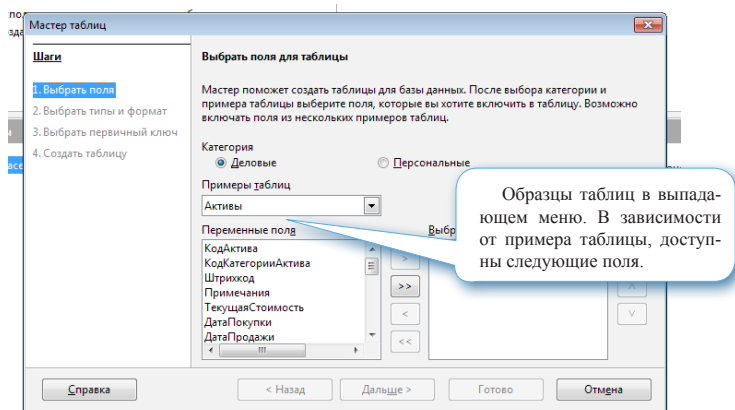 Мастер таблиц
Шаги
1. Выбрать поля
2. Выбрать типы и формат
3. Выбрать первичный ключ
4. Создать таблицу
Выбрать поля для таблицы
Мастер поможет создать таблицы для базы данных. После выбора категории и
примера таблицы выберите поля, которые вы хотите включить в таблицу. Возможно
включать поля из нескольких примеров таблиц.
Категория
Деловые
Персональные
Примеры таблиц
Активы
Переменные поля
КодАктива
КодКатегорииАктива
Штрихкод
Примечания
ТекущаяСтоимость
ДатаПокупки
ДатаПродажи
>
>>
<
<<
Образцы таблиц в выпада-
ющем меню. В зависимости
от примера таблицы, доступ-
ны следующие поля.
Справка
< Назад
Дальше >
Готово
Отмена